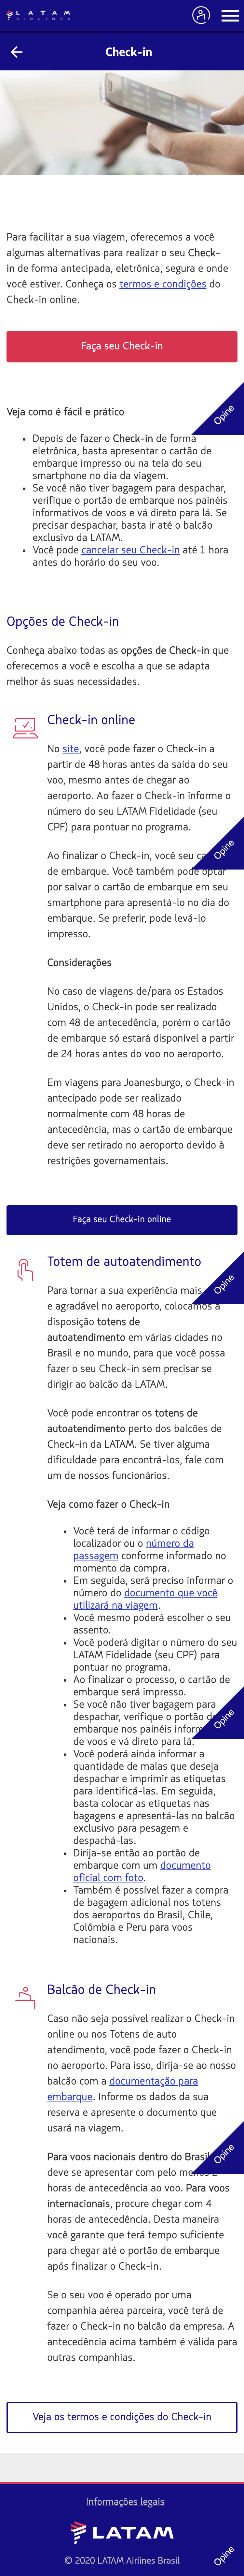 LATAM
AIRLINES
Check-in
Para facilitar a sua viagem, oferecemos a você
algumas alternativas para realizar o seu Check-
in de forma antecipada, eletrônica, segura e onde
você estiver. Conheça os termos e condições do
Check-in online.
Faça seu Check-in
Opine
Veja como é fácil e prático
• Depois de fazer o Check-in de forma
eletrônica, basta apresentar o cartão de
embarque impresso ou na tela do seu
smartphone no dia da viagem.
• Se você não tiver bagagem para despachar,
verifique o portão de embarque nos painéis
informativos de voos e vá direto para lá. Se
precisar despachar, basta ir até o balcão
exclusivo da LATAM.
• Você pode cancelar seu Check-in até 1 hora
antes do horário do seu voo.
Opções de Check-in
Conheça abaixo todas as opções de Check-in que
oferecemos a você e escolha a que se adapta
melhor às suas necessidades.
Check-in online
No site, você pode fazer o Check-in a
partir de 48 horas antes da saída do seu
voo, mesmo antes de chegar ao
aeroporto. Ao fazer o Check-in informe o
número do seu LATAM Fidelidade (seu
CPF) para pontuar no programa.
Opine
Ao finalizar o Check-in, você seu
de embarque. Você também pode optar
por salvar o cartão de embarque em seu
smartphone para apresentá-lo no dia do
embarque. Se preferir, pode levá-lo
impresso.
Considerações
No caso de viagens de/para os Estados
Unidos, o Check-in pode ser realizado
com 48 de antecedência, porém o cartão
de embarque só estará disponível a partir
de 24 horas antes do voo no aeroporto.
Em viagens para Joanesburgo, o Check-in
antecipado pode ser realizado
normalmente com 48 horas de
antecedência, mas o cartão de embarque
deve ser retirado no aeroporto devido à
restrições governamentais.
Faça seu Check-in online
Totem de autoatendimento
Opine
Para tornar a sua experiência mais
e agradável no aeroporto, colocamos à
disposição totens de
autoatendimento em várias cidades no
Brasil e no mundo, para que você possa
fazer o seu Check-in sem precisar se
dirigir ao balcão da LATAM.
Você pode encontrar os totens de
autoatendimento perto dos balcões de
Check-in da LATAM. Se tiver alguma
dificuldade para encontrá-los, fale com
um de nossos funcionários.
Veja como fazer o Check-in
• Você terá de informar o código
localizador ou o número da
passagem conforme informado no
momento da compra.
• Em seguida, será preciso informar o
número do documento que você
utilizará na viagem.
• Você mesmo poderá escolher o seu
assento.
• Você poderá digitar o número do seu
LATAM Fidelidade (seu CPF) para
pontuar no programa.
• Ao finalizar o processo, o cartão de
embarque será impresso.
• Se você não tiver bagagem para
despachar, verifique o portão de
embarque nos painéis
de voos e vá direto para lá.
Opine
• Você poderá ainda informar a
quantidade de malas que deseja
despachar e imprimir as etiquetas
para identificá-las. Em seguida,
basta colocar as etiquetas nas
bagagens e apresentá-las no balcão
exclusivo para pesagem e
despachá-las.
• Dirija-se então ao portão de
embarque com um documento
oficial com foto.
• Também é possível fazer a compra
de bagagem adicional nos totens
dos aeroportos do Brasil, Chile,
Colômbia e Peru para voos
nacionais.
Balcão de Check-in
Caso não seja possível realizar o Check-in
online ou nos Totens de auto
atendimento, você pode fazer o Check-in
no aeroporto. Para isso, dirija-se ao nosso
balcão com a documentação para
embarque. Informe os dados da sua
reserva e apresente o documento que
usará na viagem.
Opine
Para voos nacionais dentro do Brasil
deve se apresentar com pelo menos 2
horas de antecedência ao voo. Para voos
internacionais, procure chegar com 4
horas de antecedência. Desta maneira
você garante que terá tempo suficiente
para chegar até o portão de embarque
após finalizar o Check-in.
Se o seu voo é operado por uma
companhia aérea parceira, você terá de
fazer o Check-in no balcão da empresa. A
antecedência acima também é válida para
outras companhias.
Veja os termos e condições do Check-in
Informações legais
LATAM
© 2020 LATAM Airlines Brasil
Opine